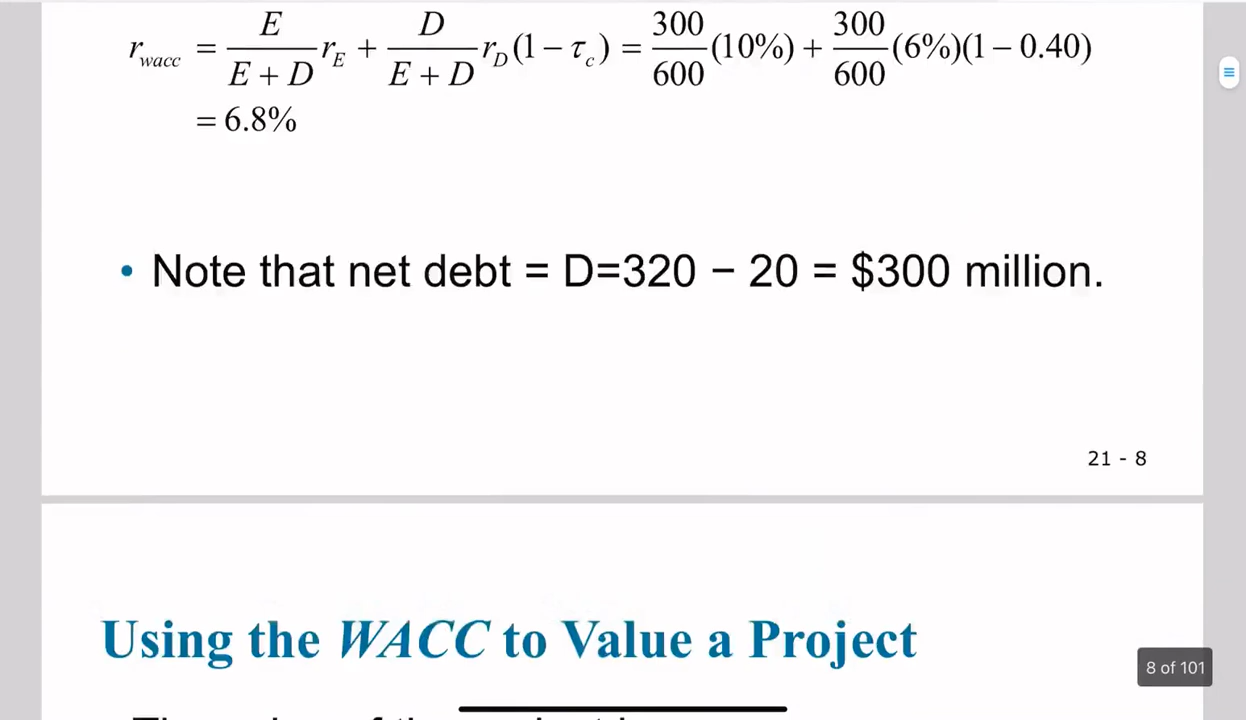 r_wacc = E/(E + D) r_E + D/(E + D) r_D (1 − τ_c) = 300/600 (10%) + 300/600 (6%)(1 − 0.40)
= 6.8%
• Note that net debt = D=320 − 20 = $300 million.
21 - 8
Using the WACC to Value a Project
8 of 101